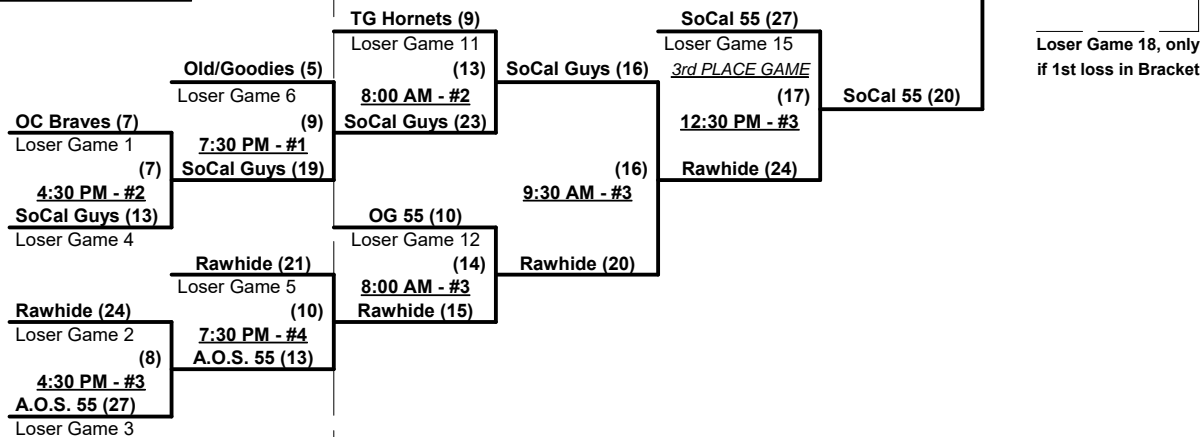 TG Hornets (9)
SoCal 55 (27)
Loser Game 11
Loser Game 15
Loser Game 18, only
if 1st loss in Bracket
Old/Goodies (5)
(13)
SoCal Guys (16)
3rd PLACE GAME
Loser Game 6
8:00 AM - #2
(17)
SoCal 55 (20)
OC Braves (7)
(9)
SoCal Guys (23)
12:30 PM - #3
Loser Game 1
7:30 PM - #1
(7)
SoCal Guys (19)
(16)
Rawhide (24)
4:30 PM - #2
9:30 AM - #3
SoCal Guys (13)
OG 55 (10)
Loser Game 4
Loser Game 12
Rawhide (21)
(14)
Rawhide (20)
Loser Game 5
8:00 AM - #3
Rawhide (24)
(10)
Rawhide (15)
Loser Game 2
7:30 PM - #4
(8)
A.O.S. 55 (13)
4:30 PM - #3
A.O.S. 55 (27)
Loser Game 3